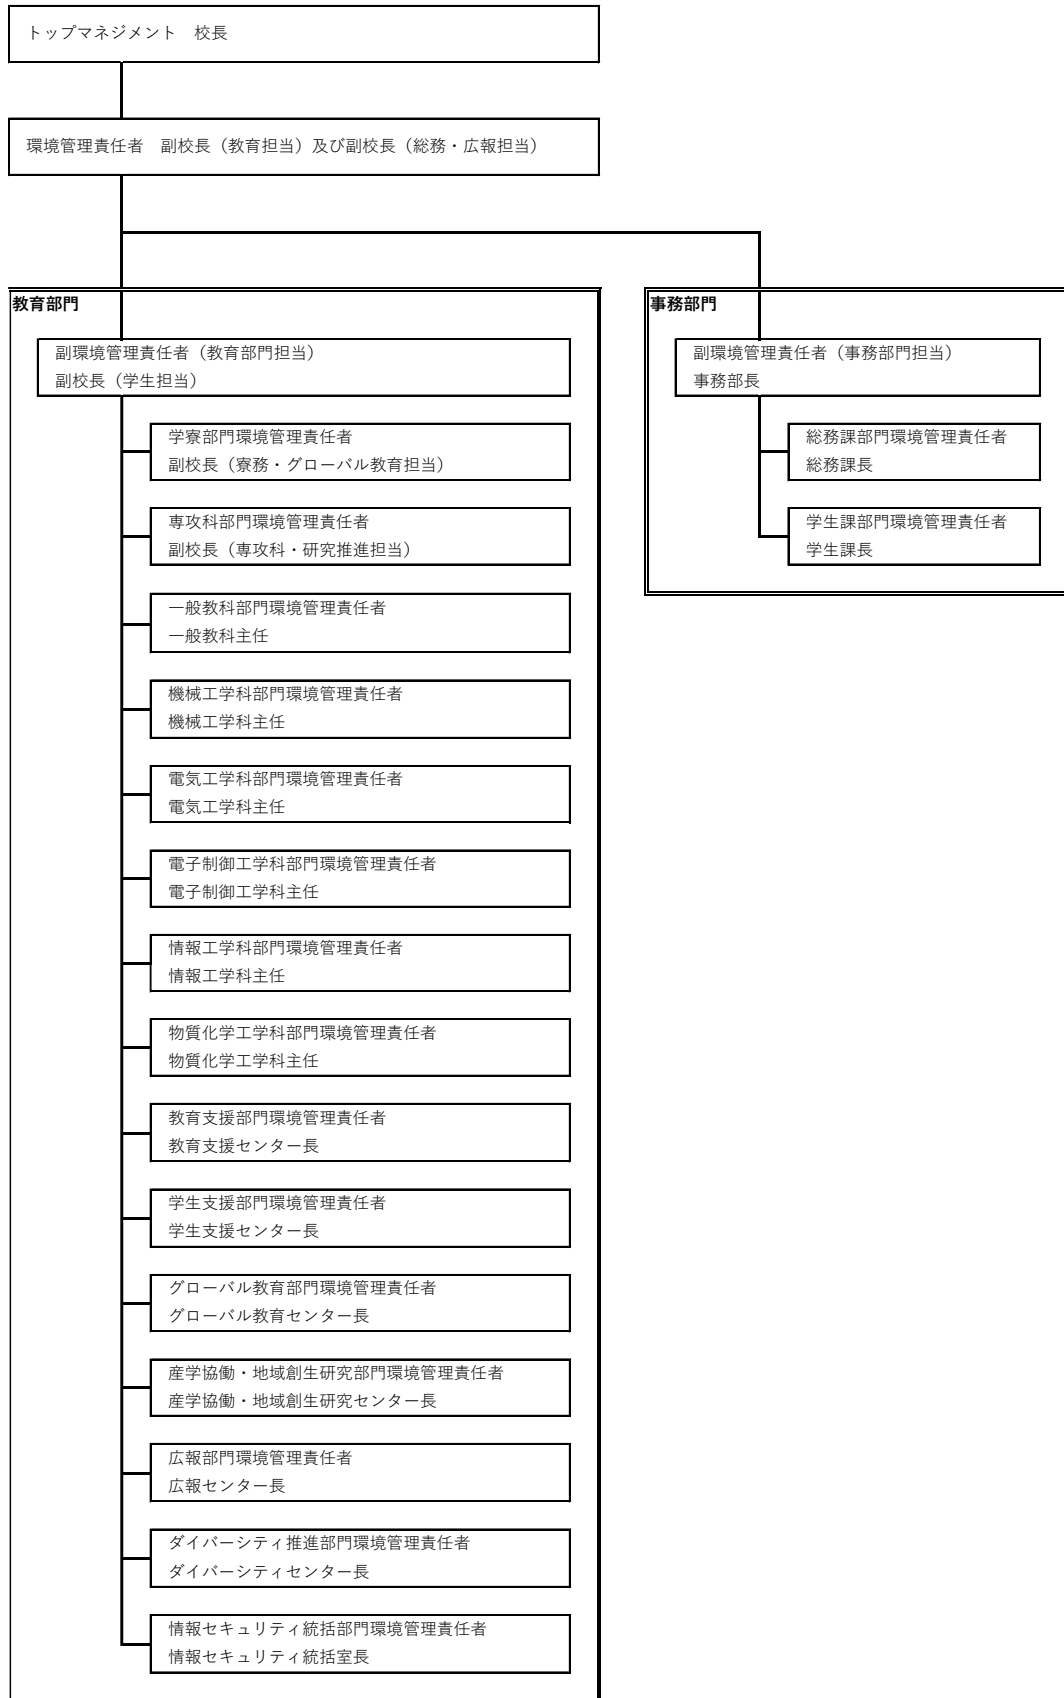 トップマネジメント　校長
環境管理責任者　副校長（教育担当）及び副校長（総務・広報担当）
教育部門
副環境管理責任者（教育部門担当）
副校長（学生担当）
学寮部門環境管理責任者
副校長（寮務・グローバル教育担当）
専攻科部門環境管理責任者
副校長（専攻科・研究推進担当）
一般教科部門環境管理責任者
一般教科主任
機械工学科部門環境管理責任者
機械工学科主任
電気工学科部門環境管理責任者
電気工学科主任
電子制御工学科部門環境管理責任者
電子制御工学科主任
情報工学科部門環境管理責任者
情報工学科主任
物質化学工学科部門環境管理責任者
物質化学工学科主任
教育支援部門環境管理責任者
教育支援センター長
学生支援部門環境管理責任者
学生支援センター長
グローバル教育部門環境管理責任者
グローバル教育センター長
産学協働・地域創生研究部門環境管理責任者
産学協働・地域創生研究センター長
広報部門環境管理責任者
広報センター長
ダイバーシティ推進部門環境管理責任者
ダイバーシティセンター長
情報セキュリティ統括部門環境管理責任者
情報セキュリティ統括室長
事務部門
副環境管理責任者（事務部門担当）
事務部長
総務課部門環境管理責任者
総務課長
学生課部門環境管理責任者
学生課長